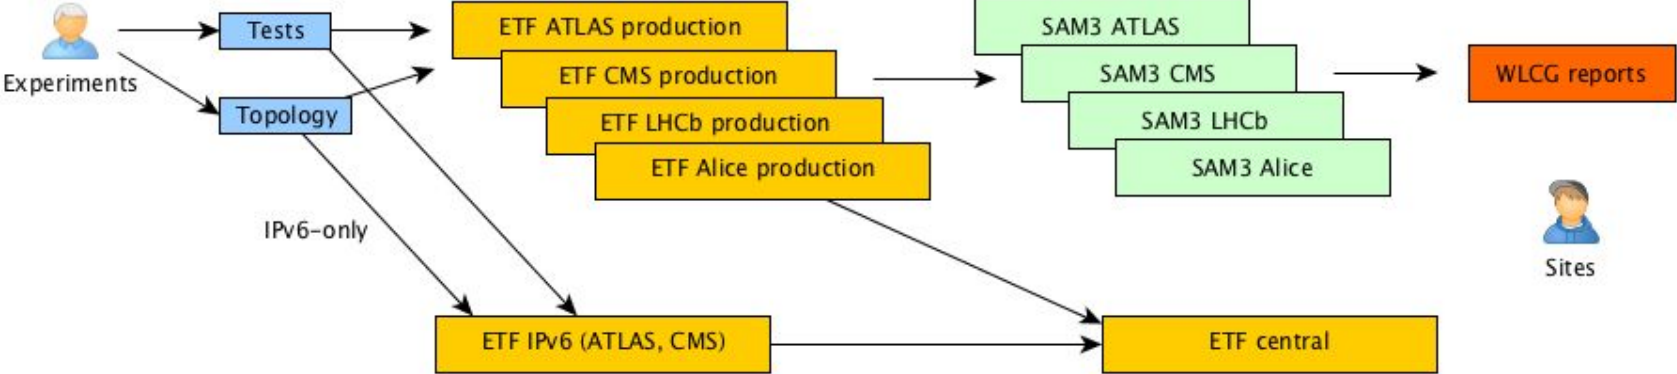 Experiments
Tests
Topology
IPv6-only
ETF ATLAS production
ETF CMS production
ETF LHCb production
ETF Alice production
SAM3 ATLAS
SAM3 CMS
SAM3 LHCb
SAM3 Alice
WLCG reports
Sites
ETF IPv6 (ATLAS, CMS)
ETF central